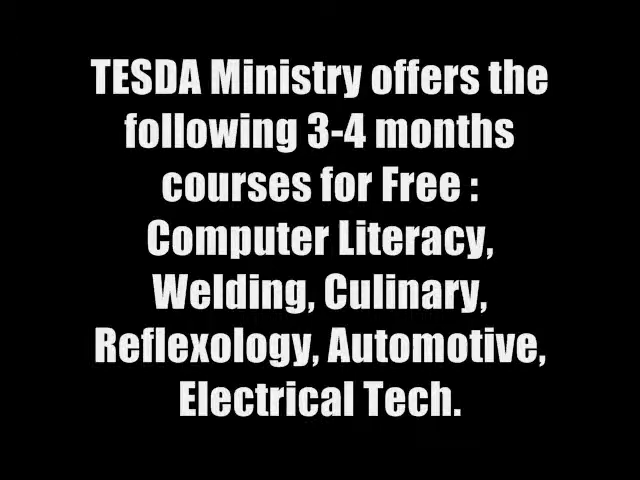 TESDA Ministry offers the
following 3-4 months
courses for Free :
Computer Literacy,
Welding, Culinary,
Reflexology, Automotive,
Electrical Tech.